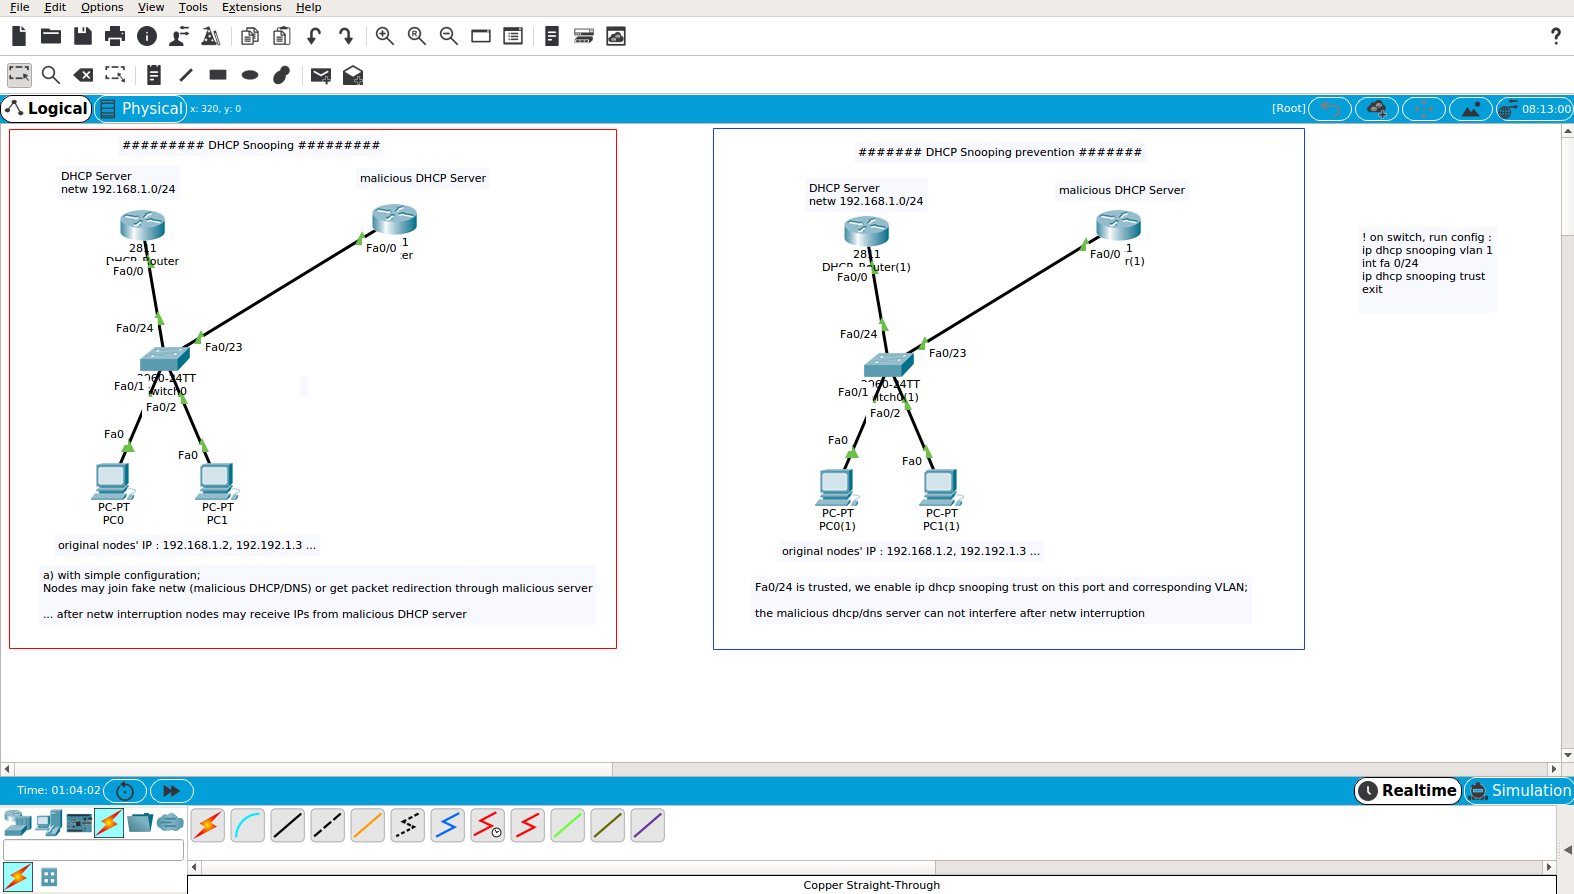 File Edit Options View Tools Extensions Help
?
Logical
Physical
x: 320, y: 0
[Root]
08:13:00
######### DHCP Snooping #########
DHCP Server
netw 192.168.1.0/24
malicious DHCP Server
2811
DHCP Router
Fa0/0
Fa0/0
1
er
Fa0/24
Fa0/23
2960-24TT
Switch0
Fa0/1
Fa0/2
Fa0
Fa0
PC-PT
PC0
PC-PT
PC1
original nodes' IP : 192.168.1.2, 192.192.1.3 ...
a) with simple configuration;
Nodes may join fake netw (malicious DHCP/DNS) or get packet redirection through malicious server
... after netw interruption nodes may receive IPs from malicious DHCP server
####### DHCP Snooping prevention #######
DHCP Server
netw 192.168.1.0/24
malicious DHCP Server
2811
DHCP Router(1)
Fa0/0
Fa0/0
1
r(1)
Fa0/24
Fa0/23
2960-24TT
itch0(1)
Fa0/1
Fa0/2
Fa0
Fa0
PC-PT
PC0(1)
PC-PT
PC1(1)
original nodes' IP : 192.168.1.2, 192.192.1.3 ...
Fa0/24 is trusted, we enable ip dhcp snooping trust on this port and corresponding VLAN;
the malicious dhcp/dns server can not interfere after netw interruption
! on switch, run config :
ip dhcp snooping vlan 1
int fa 0/24
ip dhcp snooping trust
exit
Time: 01:04:02
Realtime
Simulation
Copper Straight-Through